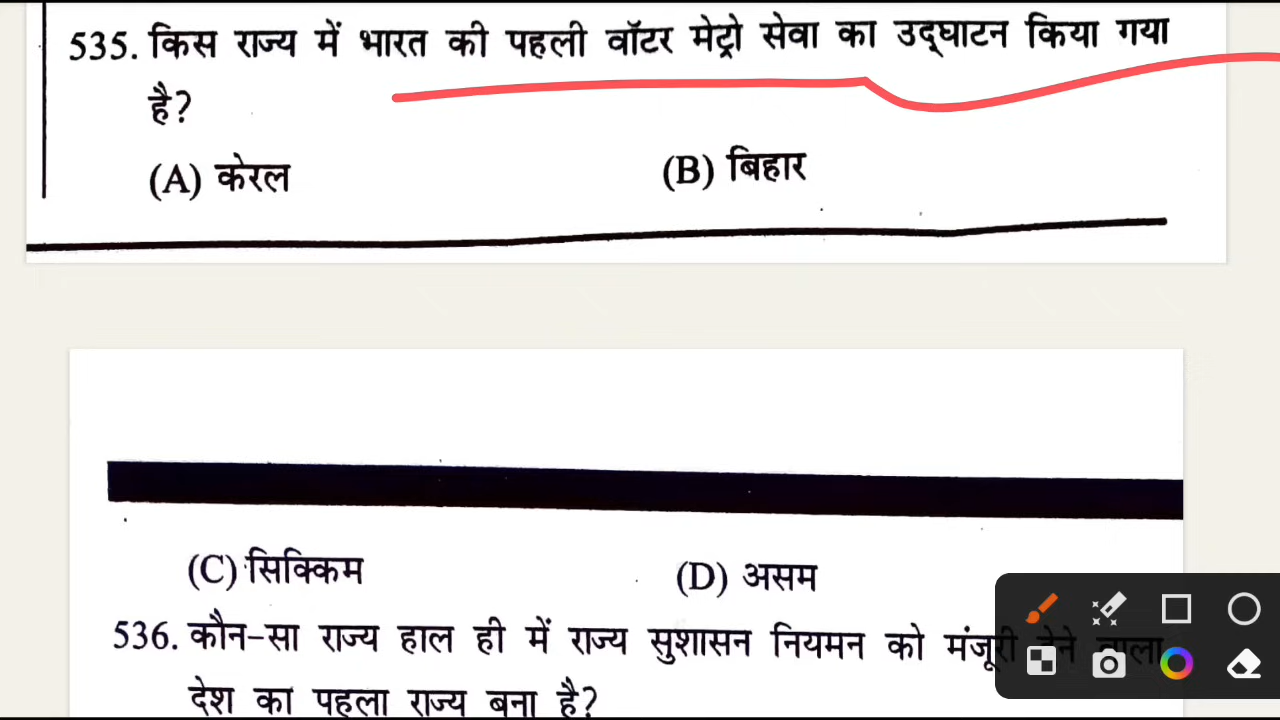 535. किस राज्य में भारत की पहली वॉटर मेट्रो सेवा का उद्घाटन किया गया
है?
(A) केरल (B) बिहार
(C) सिक्किम (D) असम
536. कौन-सा राज्य हाल ही में राज्य सुशासन नियमन को मंजूरी देने वाला
देश का पहला राज्य बना है?